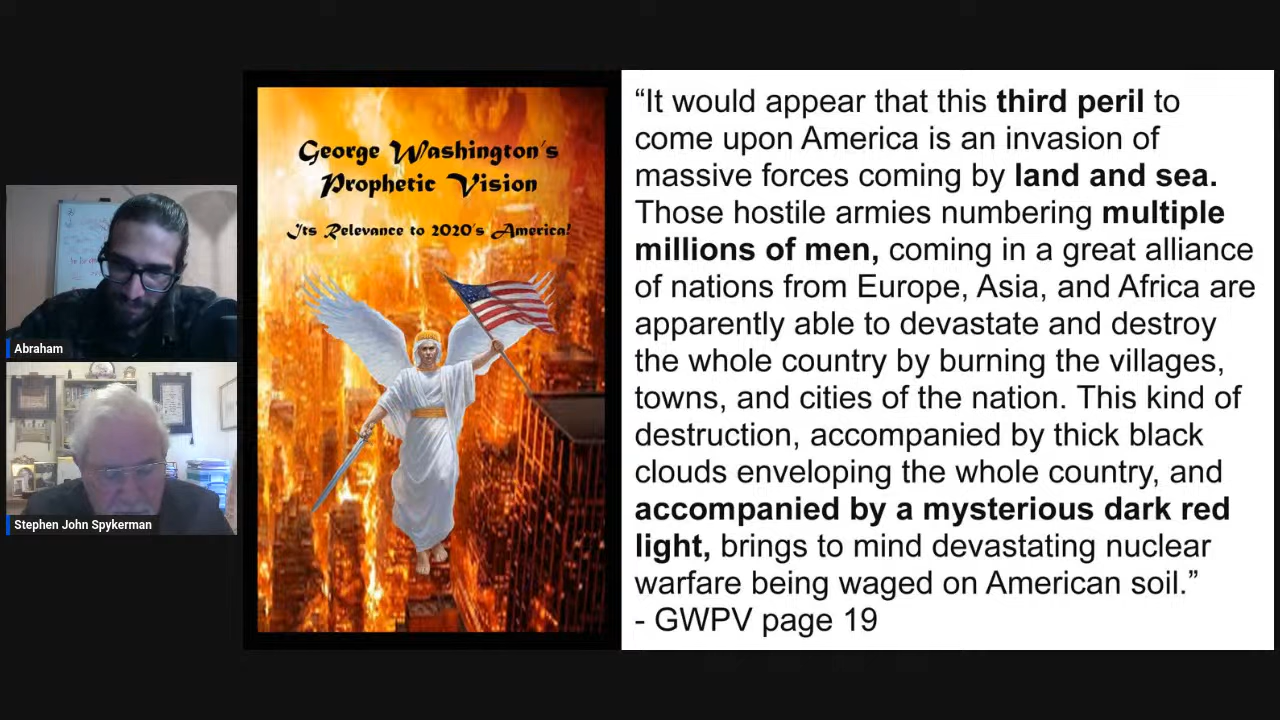 Abraham
Stephen John Spykerman
George Washington's
Prophetic Vision
Its Relevance to 2020's America!
“It would appear that this third peril to
come upon America is an invasion of
massive forces coming by land and sea.
Those hostile armies numbering multiple
millions of men, coming in a great alliance
of nations from Europe, Asia, and Africa are
apparently able to devastate and destroy
the whole country by burning the villages,
towns, and cities of the nation. This kind of
destruction, accompanied by thick black
clouds enveloping the whole country, and
accompanied by a mysterious dark red
light, brings to mind devastating nuclear
warfare being waged on American soil.”
- GWPV page 19